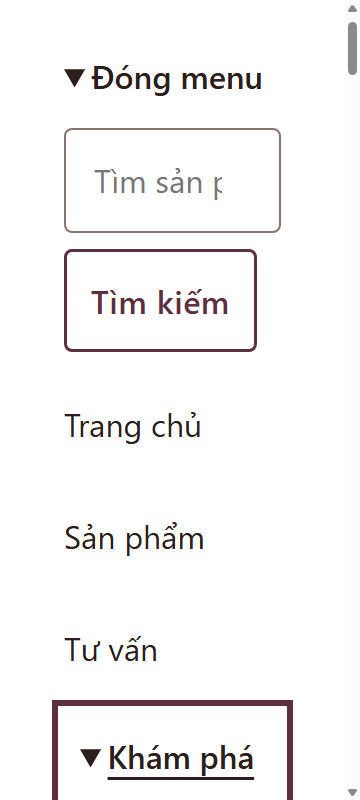 Đóng menu
Tìm sản p
Tìm kiếm
Trang chủ
Sản phẩm
Tư vấn
Khám phá